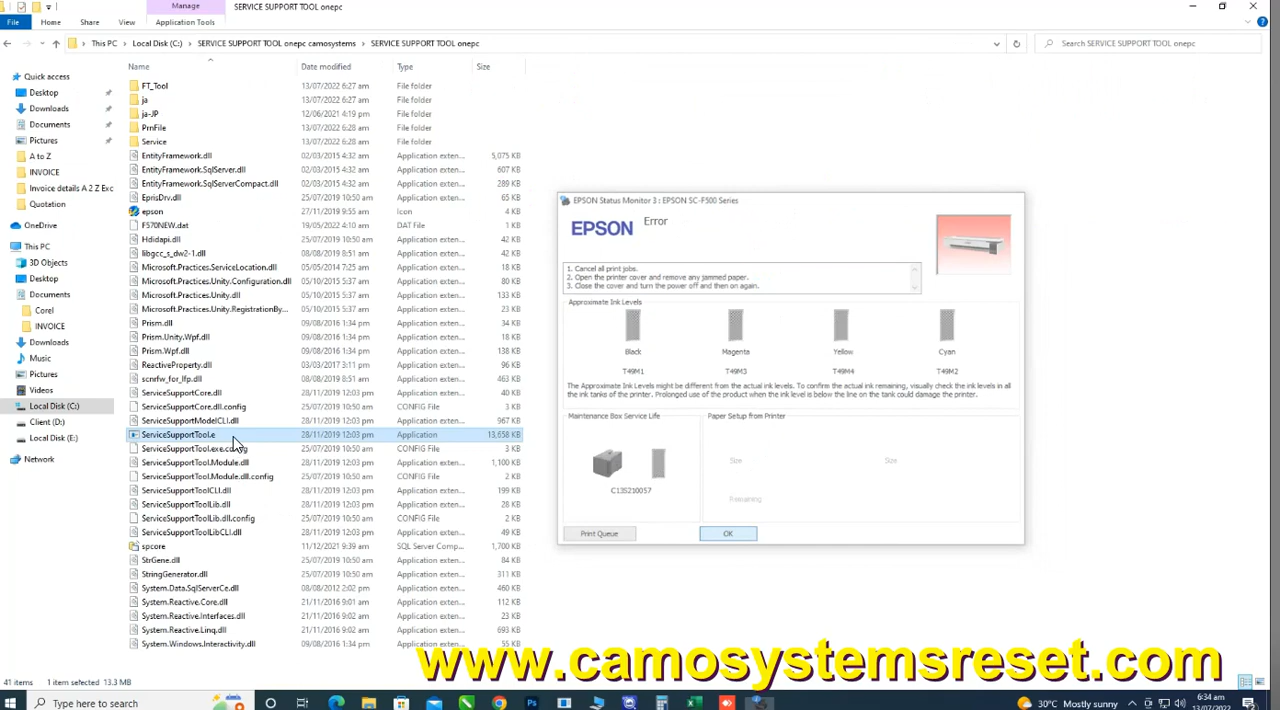 Manage
SERVICE SUPPORT TOOL onepc
File
Home
Share
View
Application Tools
This PC
Local Disk (C:)
SERVICE SUPPORT TOOL onepc camosystems
SERVICE SUPPORT TOOL onepc
Search SERVICE SUPPORT TOOL onepc
Name
Date modified
Type
Size
Quick access
Desktop
Downloads
Documents
Pictures
A to Z
INVOICE
Invoice details A 2 Z Exc
Quotation
OneDrive
This PC
3D Objects
Desktop
Documents
Corel
INVOICE
Downloads
Music
Pictures
Videos
Local Disk (C:)
Client (D:)
Local Disk (E:)
Network
FT_Tool 13/07/2022 6:27 am File folder
ja 13/07/2022 6:27 am File folder
ja-JP 12/06/2021 4:19 pm File folder
PrnFile 13/07/2022 6:28 am File folder
Service 13/07/2022 6:28 am File folder
EntityFramework.dll 02/03/2015 4:32 am Application exten... 5,075 KB
EntityFramework.SqlServer.dll 02/03/2015 4:32 am Application exten... 607 KB
EntityFramework.SqlServerCompact.dll 02/03/2015 4:32 am Application exten... 289 KB
EprisDrv.dll 25/07/2019 10:50 am Application exten... 65 KB
epson 27/11/2019 9:55 am Icon 4 KB
F570NEW.dat 19/05/2022 4:10 am DAT File 1 KB
Hdidapi.dll 25/07/2019 10:50 am Application exten... 42 KB
libgcc_s_dw2-1.dll 08/08/2019 8:51 am Application exten... 42 KB
Microsoft.Practices.ServiceLocation.dll 05/05/2014 7:25 am Application exten... 18 KB
Microsoft.Practices.Unity.Configuration.dll 05/10/2015 5:37 am Application exten... 80 KB
Microsoft.Practices.Unity.dll 05/10/2015 5:37 am Application exten... 133 KB
Microsoft.Practices.Unity.RegistrationBy... 05/10/2015 5:37 am Application exten... 23 KB
Prism.dll 09/08/2016 1:34 pm Application exten... 34 KB
Prism.Unity.Wpf.dll 09/08/2016 1:34 pm Application exten... 18 KB
Prism.Wpf.dll 09/08/2016 1:34 pm Application exten... 138 KB
ReactiveProperty.dll 03/03/2017 3:11 pm Application exten... 96 KB
scnrfw_for_lfp.dll 08/08/2019 8:51 am Application exten... 463 KB
ServiceSupportCore.dll 28/11/2019 12:03 pm Application exten... 40 KB
ServiceSupportCore.dll.config 25/07/2019 10:50 am CONFIG File 3 KB
ServiceSupportModelCLI.dll 28/11/2019 12:03 pm Application exten... 967 KB
ServiceSupportTool.e 28/11/2019 12:03 pm Application 13,658 KB
ServiceSupportTool.exe.config 25/07/2019 10:50 am CONFIG File 3 KB
ServiceSupportTool.Module.dll 28/11/2019 12:03 pm Application exten... 1,100 KB
ServiceSupportTool.Module.dll.config 25/07/2019 10:50 am CONFIG File 2 KB
ServiceSupportToolCLI.dll 28/11/2019 12:03 pm Application exten... 199 KB
ServiceSupportToolLib.dll 28/11/2019 12:03 pm Application exten... 28 KB
ServiceSupportToolLib.dll.config 25/07/2019 10:50 am CONFIG File 3 KB
ServiceSupportToolLibCLI.dll 28/11/2019 12:03 pm Application exten... 49 KB
spcore 11/12/2021 9:39 am SQL Server Comp... 1,700 KB
StrGene.dll 25/07/2019 10:50 am Application exten... 84 KB
StringGenerator.dll 25/07/2019 10:50 am Application exten... 311 KB
System.Data.SqlServerCe.dll 08/08/2012 2:02 pm Application exten... 460 KB
System.Reactive.Core.dll 21/11/2016 9:01 am Application exten... 113 KB
System.Reactive.Interfaces.dll 21/11/2016 9:01 am Application exten... 23 KB
System.Reactive.Linq.dll 21/11/2016 9:02 am Application exten... 693 KB
System.Windows.Interactivity.dll 09/08/2016 1:34 pm Application exten... 55 KB
EPSON Status Monitor 3 : EPSON SC-F500 Series
EPSON
Error
1. Cancel all print jobs.
2. Open the printer cover and remove any jammed paper.
3. Close the cover and turn the power off and then on again.
Approximate Ink Levels
Black Magenta Yellow Cyan
T49M1 T49M3 T49M4 T49M2
The Approximate Ink Levels might be different from the actual ink levels. To confirm the actual ink remaining, visually check the ink levels in
the ink tanks of the printer. Prolonged use of the product when the ink level is below the line on the tank could damage the product.
Maintenance Box Service Life
Paper Setup from Printer
Size
Size
C13S210057
Remaining
Print Queue
OK
www.camosystemsreset.com
41 items 1 item selected 13.3 MB
Type here to search
30°C Mostly sunny
6:34 am
13/07/2022